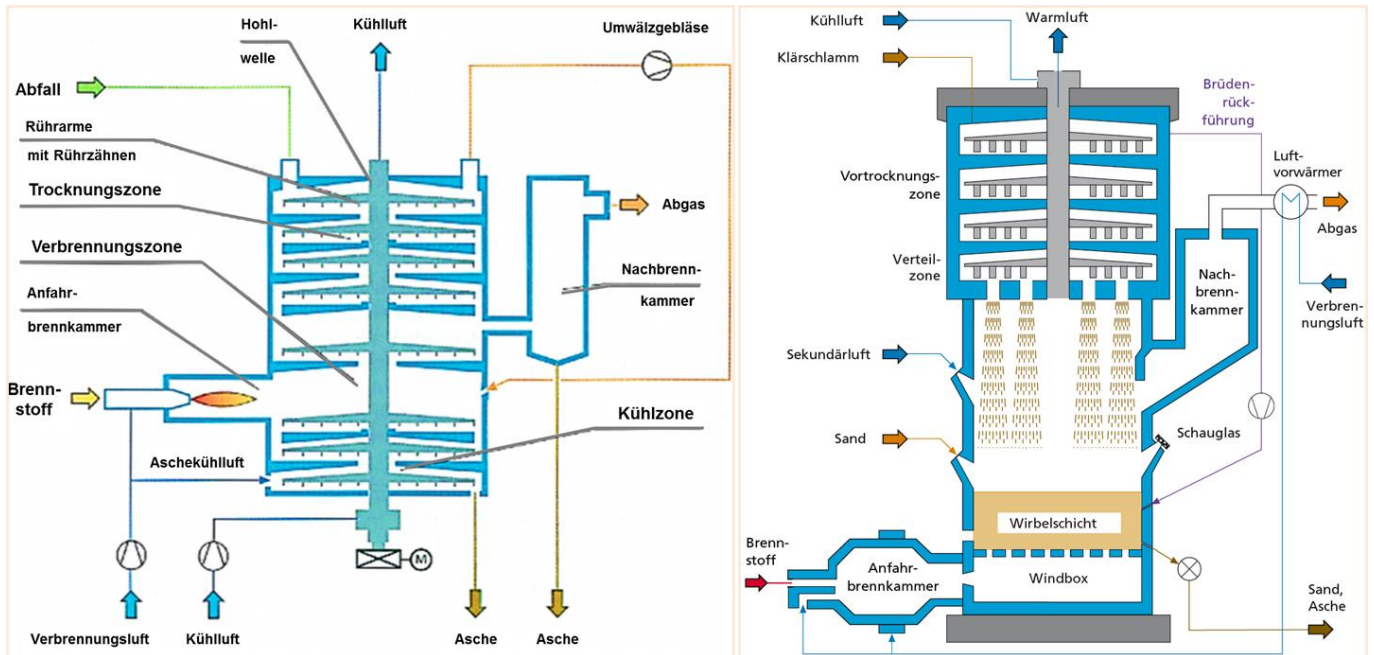 Hohl-
welle
Kühlluft
Umwälzgebläse
Abfall
Rührarme
mit Rührzähnen
Trocknungszone
Verbrennungszone
Anfahr-
brennkammer
Abgas
Nachbrenn-
kammer
Brenn-
stoff
Kühlzone
Aschekühlluft
M
Verbrennungsluft
Kühlluft
Asche
Asche
Kühlluft
Warmluft
Klärschlamm
Brüden-
rück-
führung
Luft-
vorwärmer
Vortrocknungs-
zone
Abgas
Verteil-
zone
Nach-
brenn-
kammer
Verbren-
nungsluft
Sekundärluft
Sand
Schauglas
Wirbelschicht
Brenn-
stoff
Anfahr-
brennkammer
Windbox
Sand,
Asche